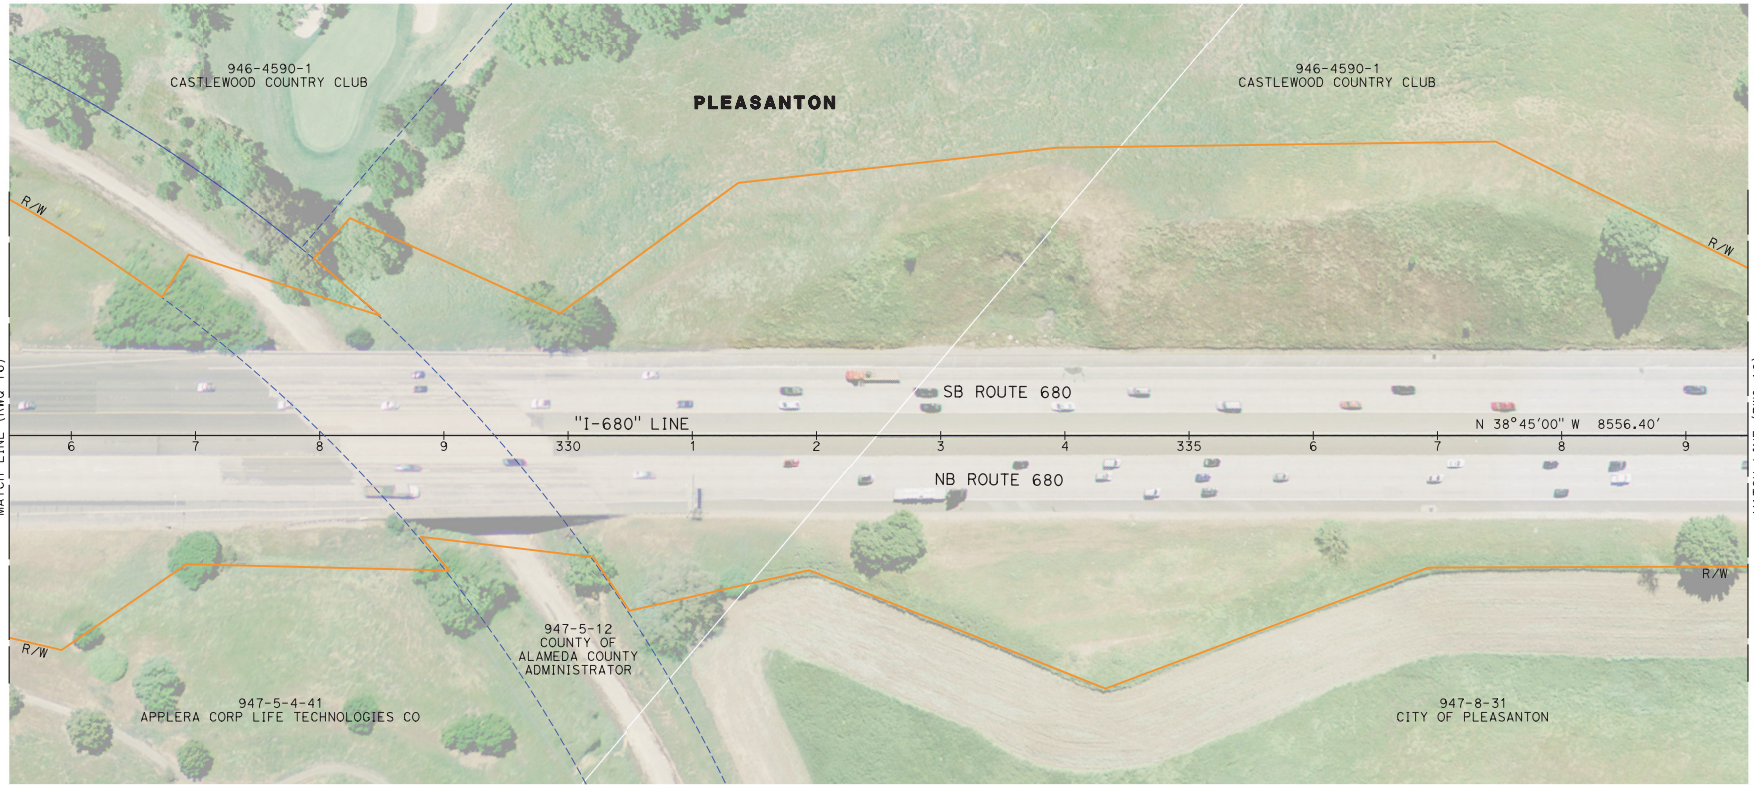 946-4590-1
CASTLEWOOD COUNTRY CLUB
PLEASANTON
946-4590-1
CASTLEWOOD COUNTRY CLUB
R/W
R/W
SB ROUTE 680
"I-680" LINE
N 38°45'00" W 8556.40'
6 7 8 9 330 1 2 3 4 335 6 7 8 9
NB ROUTE 680
R/W
R/W
947-5-12
COUNTY OF
ALAMEDA COUNTY
ADMINISTRATOR
947-5-4-41
APPLERA CORP LIFE TECHNOLOGIES CO
947-8-31
CITY OF PLEASANTON